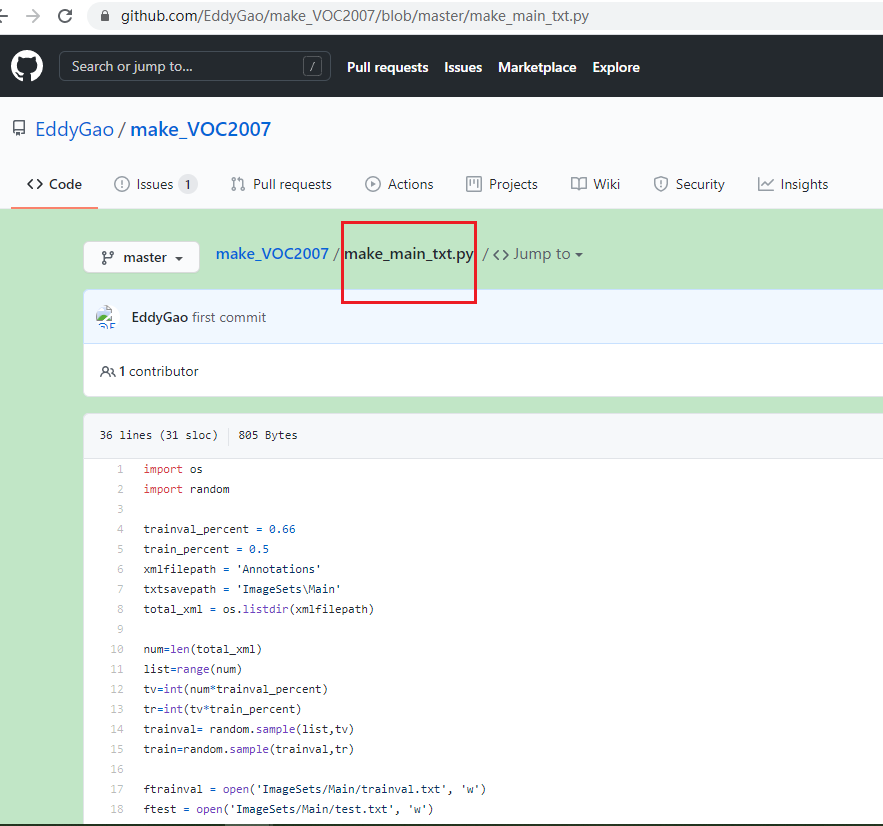 github.com/EddyGao/make_VOC2007/blob/master/make_main_txt.py
Search or jump to... / Pull requests Issues Marketplace Explore
EddyGao / make_VOC2007
Code Issues 1 Pull requests Actions Projects Wiki Security Insights
master make_VOC2007 / make_main_txt.py / <> Jump to
EddyGao first commit
1 contributor
36 lines (31 sloc) 805 Bytes
1 import os
2 import random
3
4 trainval_percent = 0.66
5 train_percent = 0.5
6 xmlfilepath = 'Annotations'
7 txtsavepath = 'ImageSets\Main'
8 total_xml = os.listdir(xmlfilepath)
9
10 num=len(total_xml)
11 list=range(num)
12 tv=int(num*trainval_percent)
13 tr=int(tv*train_percent)
14 trainval= random.sample(list,tv)
15 train=random.sample(trainval,tr)
16
17 ftrainval = open('ImageSets/Main/trainval.txt', 'w')
18 ftest = open('ImageSets/Main/test.txt', 'w')